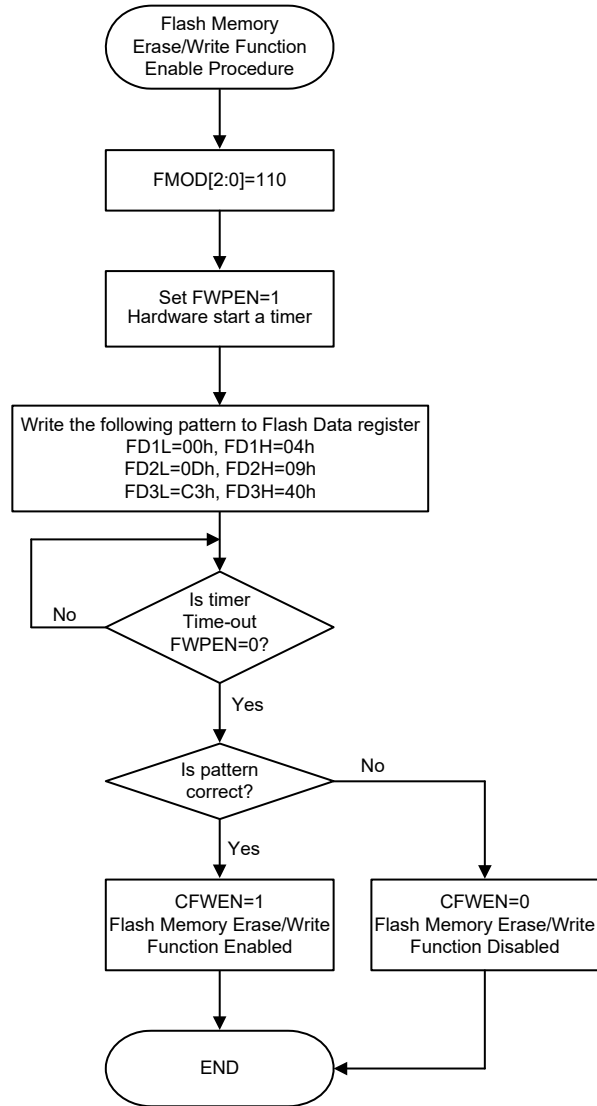 Flash Memory
Erase/Write Function
Enable Procedure
FMOD[2:0]=110
Set FWPEN=1
Hardware start a timer
Write the following pattern to Flash Data register
FD1L=00h, FD1H=04h
FD2L=0Dh, FD2H=09h
FD3L=C3h, FD3H=40h
Is timer
Time-out
FWPEN=0?
No
Yes
Is pattern
correct?
No
Yes
CFWEN=1
Flash Memory Erase/Write
Function Enabled
CFWEN=0
Flash Memory Erase/Write
Function Disabled
END